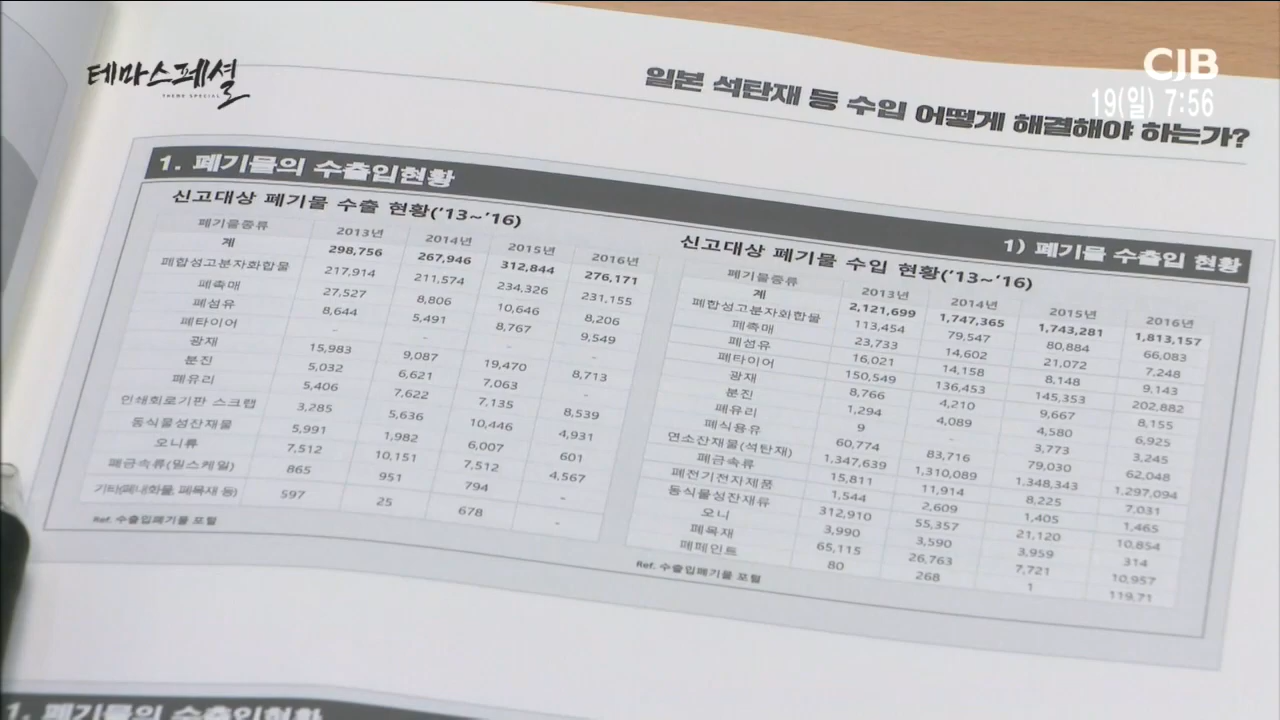 테마스페셜
THEME SPECIAL
CJB
19(일) 7:56
일본 석탄재 등 수입 어떻게 해결해야 하는가?
1. 폐기물의 수출입현황
1) 폐기물 수출입 현황
신고대상 폐기물 수출 현황('13~'16)
폐기물종류 2013년 2014년 2015년 2016년
계 298,756 267,946 312,844 276,171
폐합성고분자화합물 217,914 211,574 234,326 231,155
폐촉매 27,527 8,806 10,646 8,206
폐섬유 8,644 5,491 8,767 9,549
폐타이어 - - - -
광재 15,983 9,087 19,470 8,713
분진 5,032 6,621 7,063 -
폐유리 5,406 7,622 7,135 8,539
인쇄회로기판 스크랩 3,285 5,636 10,446 4,931
동식물성잔재물 5,991 1,982 6,007 601
오니류 7,512 10,151 7,512 4,567
폐금속류(밀스케일) 865 951 794 -
기타(폐내화물, 폐목재 등) 597 25 678 -
Ref. 수출입폐기물 포털
신고대상 폐기물 수입 현황('13~'16)
폐기물종류 2013년 2014년 2015년 2016년
계 2,121,699 1,747,365 1,743,281 1,813,157
폐합성고분자화합물 113,454 79,547 80,884 66,083
폐촉매 23,733 14,602 21,072 7,248
폐섬유 16,021 14,158 8,148 9,143
폐타이어 150,549 136,453 145,353 202,882
광재 8,766 4,210 9,667 8,155
분진 1,294 4,089 4,580 6,925
폐유리 9 - 3,773 3,245
폐식용유 60,774 83,716 79,030 62,048
연소잔재물(석탄재) 1,347,639 1,310,089 1,348,343 1,297,094
폐금속류 15,811 11,914 8,225 7,031
폐전기전자제품 1,544 2,609 1,405 1,465
동식물성잔재유 312,910 55,357 21,120 10,854
오니 3,990 3,590 3,959 314
폐목재 65,115 26,763 7,721 10,957
폐페인트 80 268 1 119.71
Ref. 수출입폐기물 포털
1. 폐기물의 수출입현황